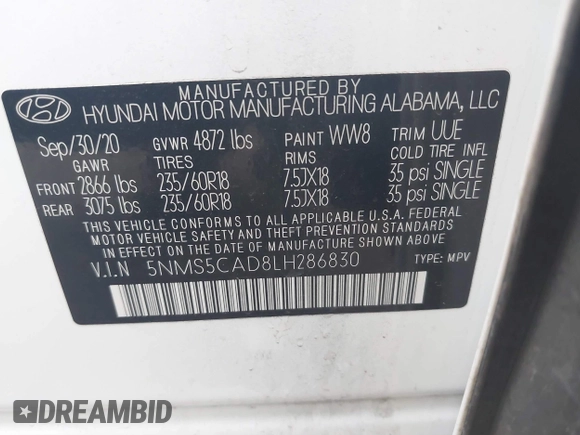 MANUFACTURED BY
HYUNDAI MOTOR MANUFACTURING ALABAMA, LLC
Sep/30/20 GVWR 4872 lbs PAINT WW8 TRIM UUE
GAWR TIRES RIMS COLD TIRE INFL
FRONT 2866 lbs 235/60R18 7.5JX18 35 psi SINGLE
REAR 3075 lbs 235/60R18 7.5JX18 35 psi SINGLE
THIS VEHICLE CONFORMS TO ALL APPLICABLE U.S.A. FEDERAL
MOTOR VEHICLE SAFETY, BUMPER, AND THEFT PREVENTION STANDARDS
IN EFFECT ON THE DATE OF MANUFACTURE SHOWN ABOVE.
V.I.N 5NMS5CAD8LH286830 TYPE: MPV
DREAMBID